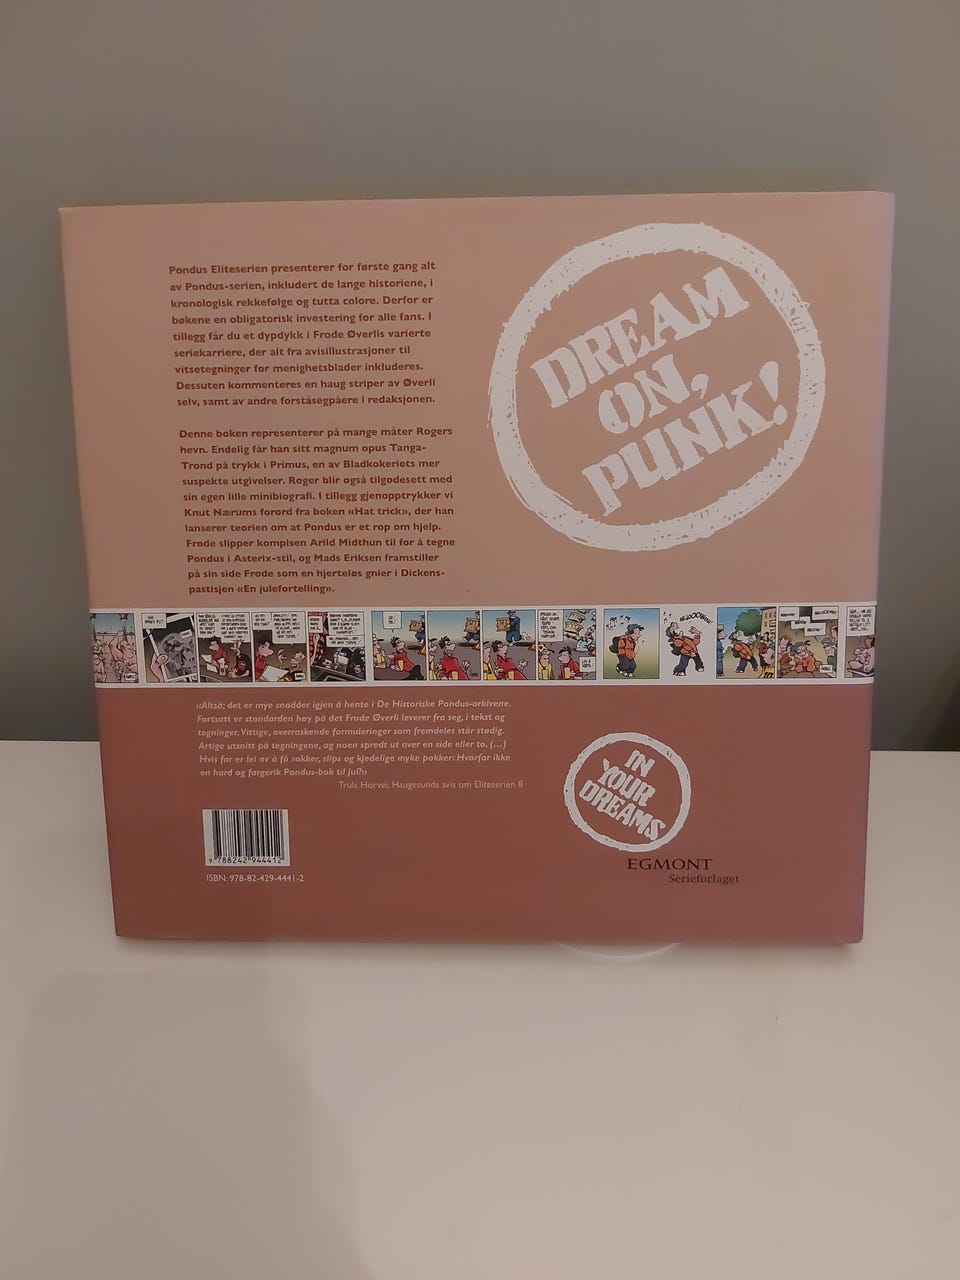 Pondus Eliteserien presenterer for første gang alt
av Pondus-serien, inkludert de lange historiene, i
kronologisk rekkefølge og tutta colore. Derfor er
bøkene en obligatorisk investering for alle fans. I
tillegg får du et dypdykk i Frode Øverlis varierte
seriekarriere, der alt fra avisillustrasjoner til
vitsetegninger for menighetsblader inkluderes.
Dessuten kommenteres en haug striper av Øverli
selv, samt av andre forståsegpåere i redaksjonen.
Denne boken representerer på mange måter Rogers
hevn. Endelig får han sitt magnum opus Tanga-
Trond på trykk i Primus, en av Bladkokeriets mer
suspekte utgivelser. Roger blir også tilgodesett med
sin egen lille minibiografi. I tillegg gjenopptrykker vi
Knut Nærums forord fra boken «Hat trick», der han
lanserer teorien om at Pondus er et rop om hjelp.
Frode slipper kompisen Arild Midthun til for å tegne
Pondus i Asterix-stil, og Mads Eriksen framstiller
på sin side Frode som en hjerteløs gnier i Dickens-
pastisjen «En julefortelling».
DREAM
ON,
PUNK!
«Altså; det er mye snadder igjen å hente i De Historiske Pondus-arkivene.
Fortsatt er standarden høy på det Frode Øverli leverer fra seg, i tekst og
tegninger. Vittige, overraskende formuleringer som fremdeles står stødig.
Artige utsnitt på tegningene, og noen spredt ut over en side eller to. (...)
Hvis far er lei av å få sokker, slips og kjedelige myke pakker: Hvorfor ikke
en hard og fargerik Pondus-bok til jul?»
Truls Horvei, Haugesunds avis om Eliteserien 8
IN
YOUR
DREAMS
9 788242 944412
ISBN: 978-82-429-4441-2
EGMONT
Serieforlaget